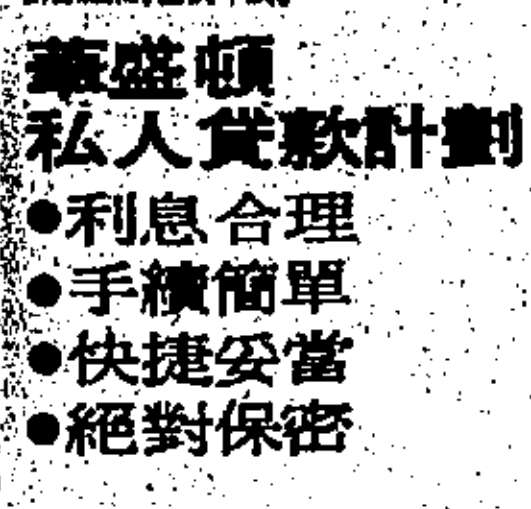 華盛頓
私人貸款計劃
●利息合理
●手續簡單
●快捷妥當
●絕對保密